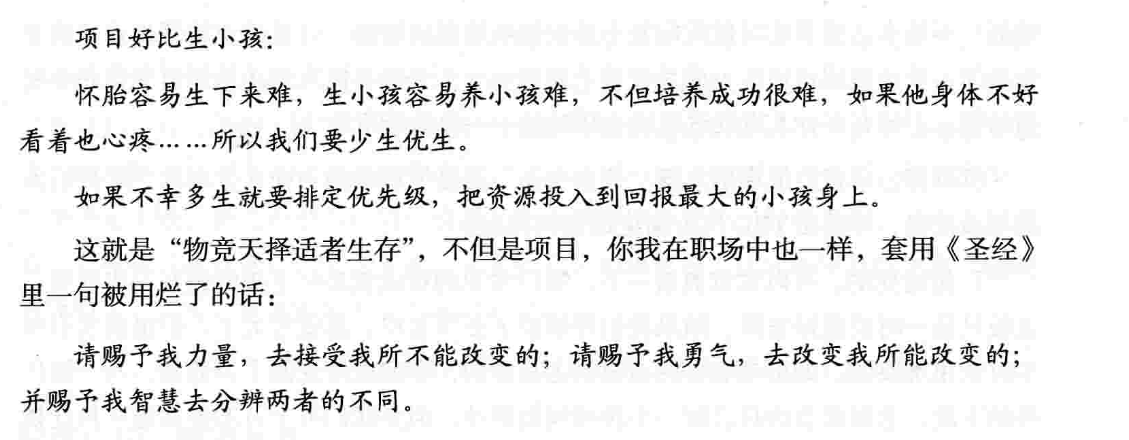 项目好比生小孩：
怀胎容易生下来难，生小孩容易养小孩难，不但培养成功很难，如果他身体不好
看着也心疼……所以我们要少生优生。
如果不幸多生就要排定优先级，把资源投入到回报最大的小孩身上。
这就是“物竞天择适者生存”，不但是项目，你我在职场中也一样，套用《圣经》
里一句被用烂了的话：
请赐予我力量，去接受我所不能改变的；请赐予我勇气，去改变我所能改变的；
并赐予我智慧去分辨两者的不同。